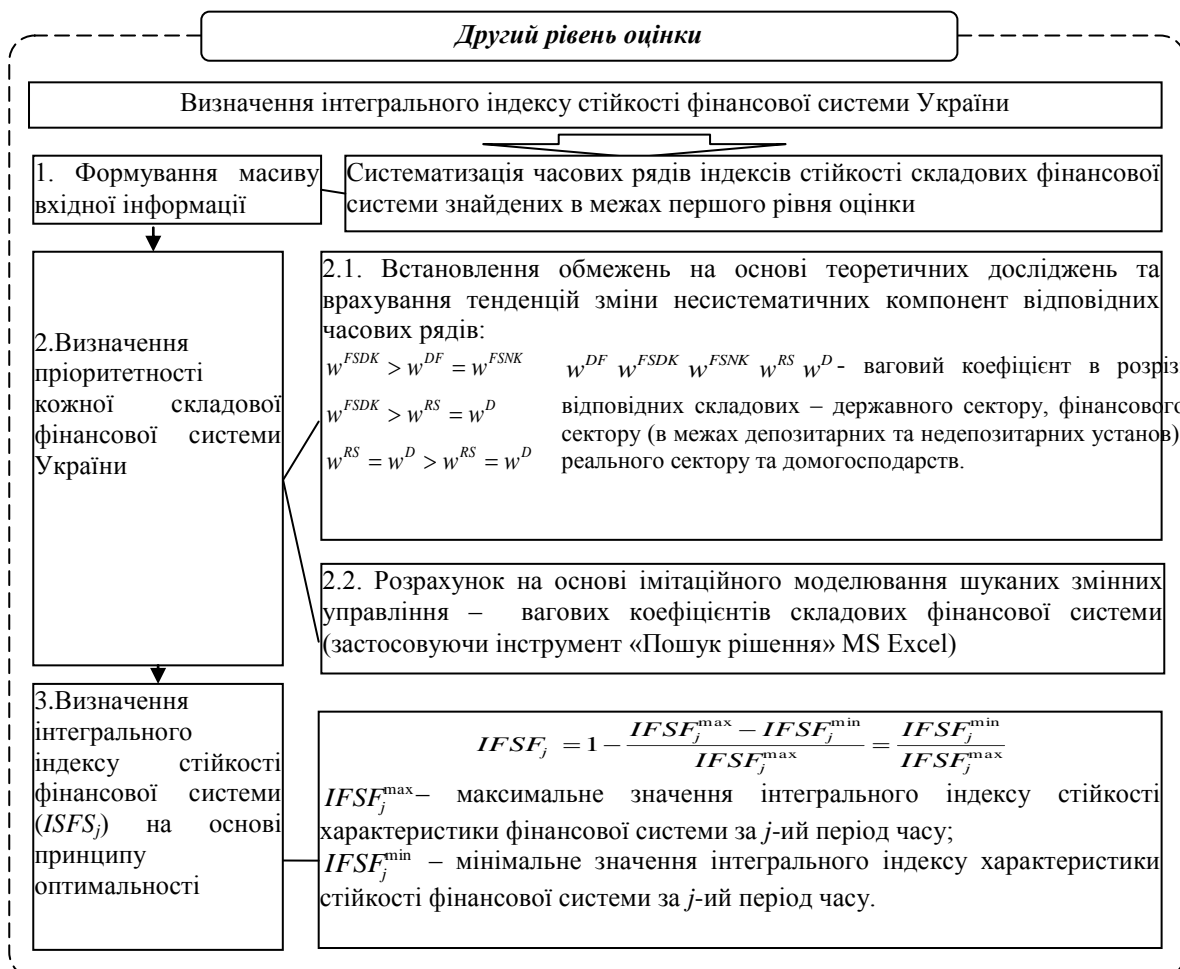 Другий рівень оцінки
Визначення інтегрального індексу стійкості фінансової системи України
1. Формування масиву
вхідної інформації
Систематизація часових рядів індексів стійкості складових фінансової
системи знайдених в межах першого рівня оцінки
2.Визначення
пріоритетності
кожної складової
фінансової системи
України
2.1. Встановлення обмежень на основі теоретичних досліджень та
врахування тенденцій зміни несистематичних компонент відповідних
часових рядів:
w^{FSDK} > w^{DF} = w^{FSNK}
w^{FSDK} > w^{RS} = w^{D}
w^{RS} = w^{D} > w^{RS} = w^{D}
w^{DF} w^{FSDK} w^{FSNK} w^{RS} w^{D} - ваговий коефіцієнт в розріз
відповідних складових – державного сектору, фінансового
сектору (в межах депозитарних та недепозитарних установ)
реального сектору та домогосподарств.
2.2. Розрахунок на основі імітаційного моделювання шуканих змінних
управління – вагових коефіцієнтів складових фінансової системи
(застосовуючи інструмент «Пошук рішення» MS Excel)
3.Визначення
інтегрального
індексу стійкості
фінансової системи
(ISFS_j) на основі
принципу
оптимальності
IFSF_j = 1 - \frac{IFSF_j^{max} - IFSF_j^{min}}{IFSF_j^{max}} = \frac{IFSF_j^{min}}{IFSF_j^{max}}
IFSF_j^{max} – максимальне значення інтегрального індексу стійкості
характеристики фінансової системи за j-ий період часу;
IFSF_j^{min} – мінімальне значення інтегрального індексу характеристики
стійкості фінансової системи за j-ий період часу.